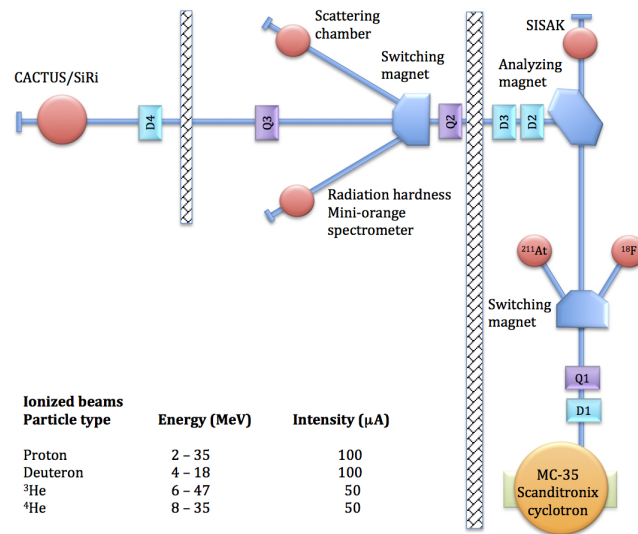 Scattering
chamber
SISAK
Switching
magnet
Analyzing
magnet
CACTUS/SiRi
D4
Q3
Q2
D3
D2
Radiation hardness
Mini-orange
spectrometer
²¹¹At
¹⁸F
Switching
magnet
Q1
D1
MC-35
Scanditronix
cyclotron
Ionized beams
Particle type Energy (MeV) Intensity (μA)
Proton 2 – 35 100
Deuteron 4 – 18 100
³He 6 – 47 50
⁴He 8 – 35 50